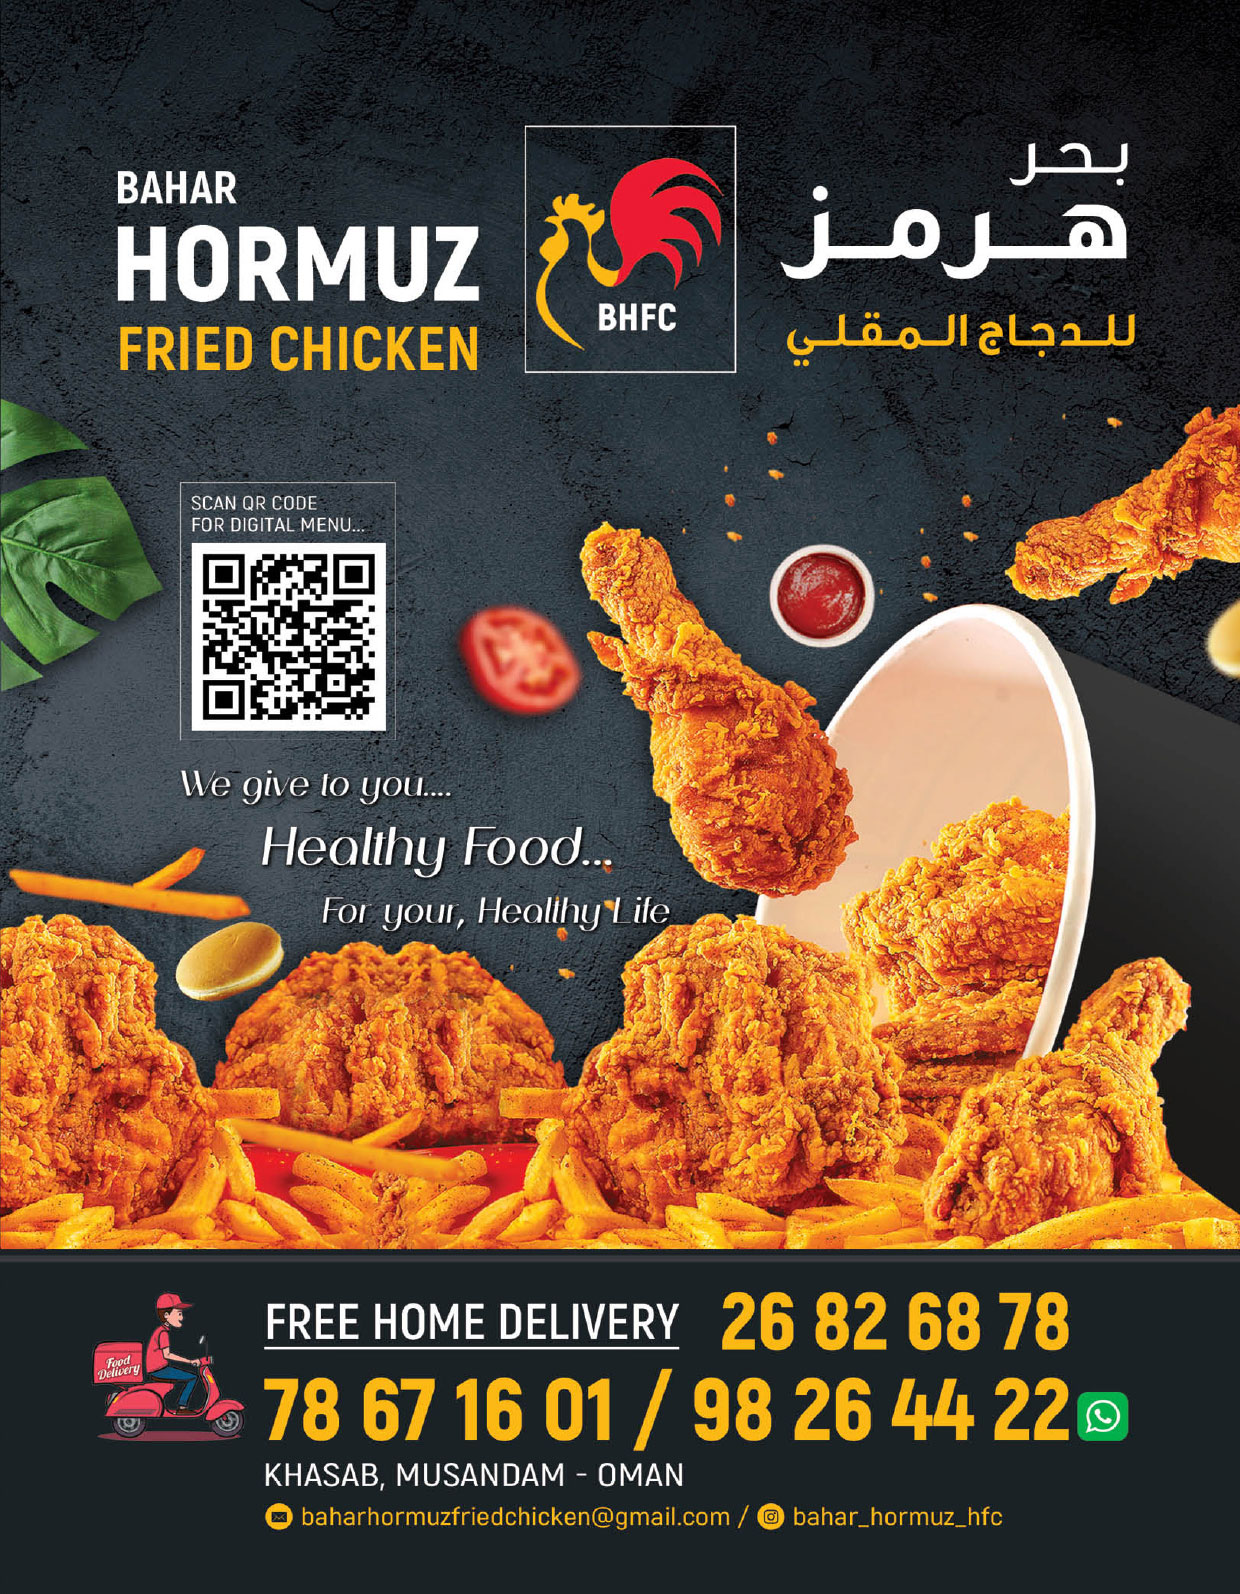 BAHAR
HORMUZ
FRIED CHICKEN
BHFC
بحر
هرمز
للدجاج المقلي
SCAN QR CODE
FOR DIGITAL MENU...
We give to you....
Healthy Food...
For your, Healthy Life
Food
Delivery
FREE HOME DELIVERY 26 82 68 78
78 67 16 01 / 98 26 44 22
KHASAB, MUSANDAM - OMAN
baharhormuzfriedchicken@gmail.com / bahar_hormuz_hfc